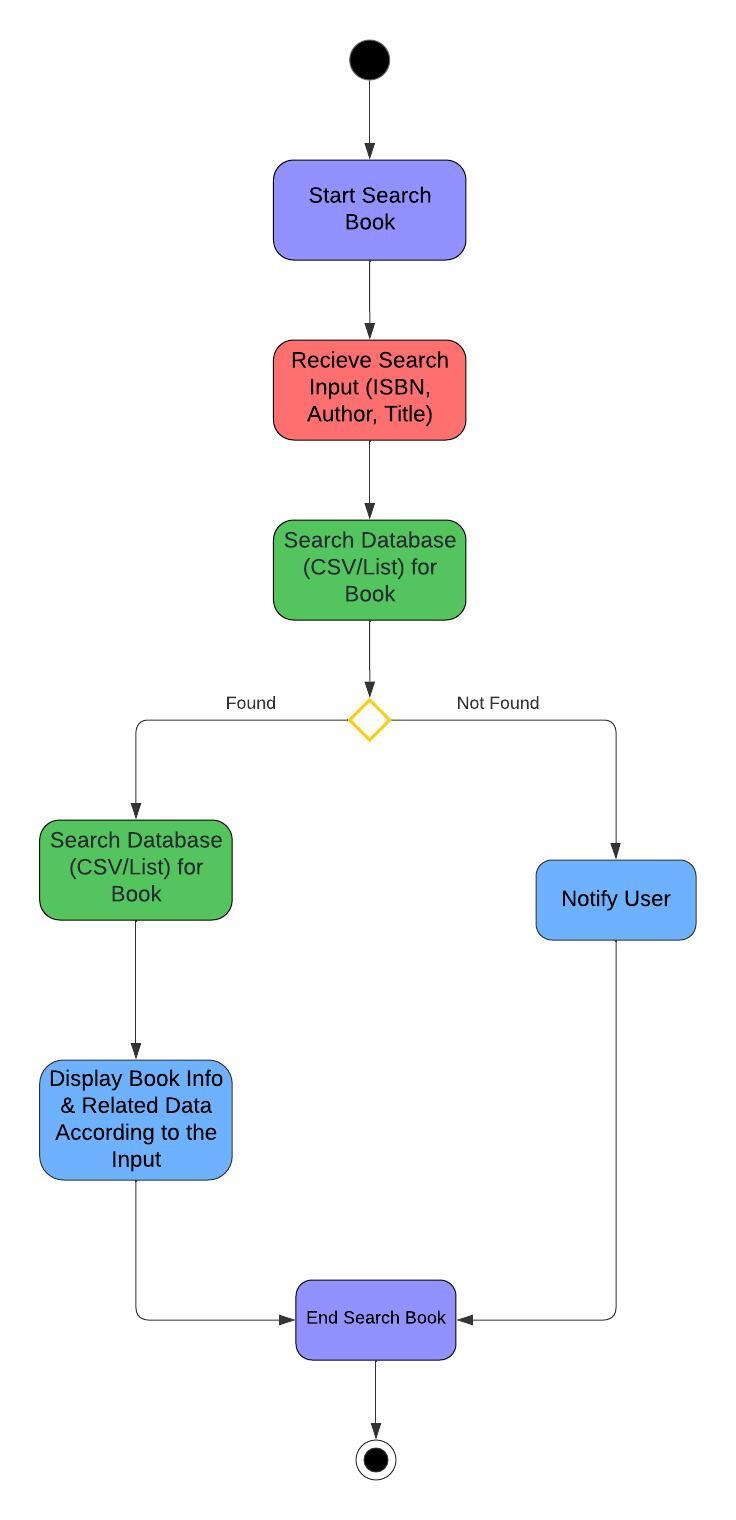 Start Search
Book
Recieve Search
Input (ISBN,
Author, Title)
Search Database
(CSV/List) for
Book
Found
Not Found
Search Database
(CSV/List) for
Book
Notify User
Display Book Info
& Related Data
According to the
Input
End Search Book